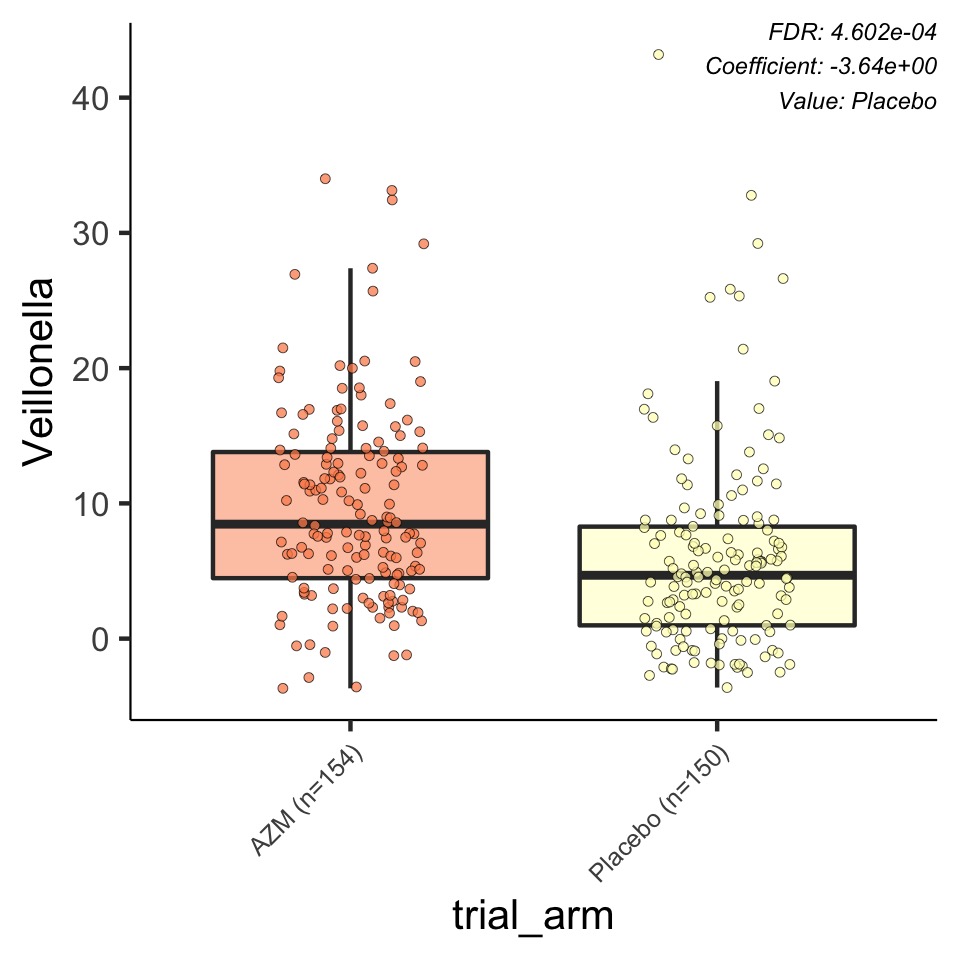 FDR: 4.602e-04
Coefficient: -3.64e+00
Value: Placebo
40
30
20
10
0
Veillonella
AZM (n=154)
Placebo (n=150)
trial_arm